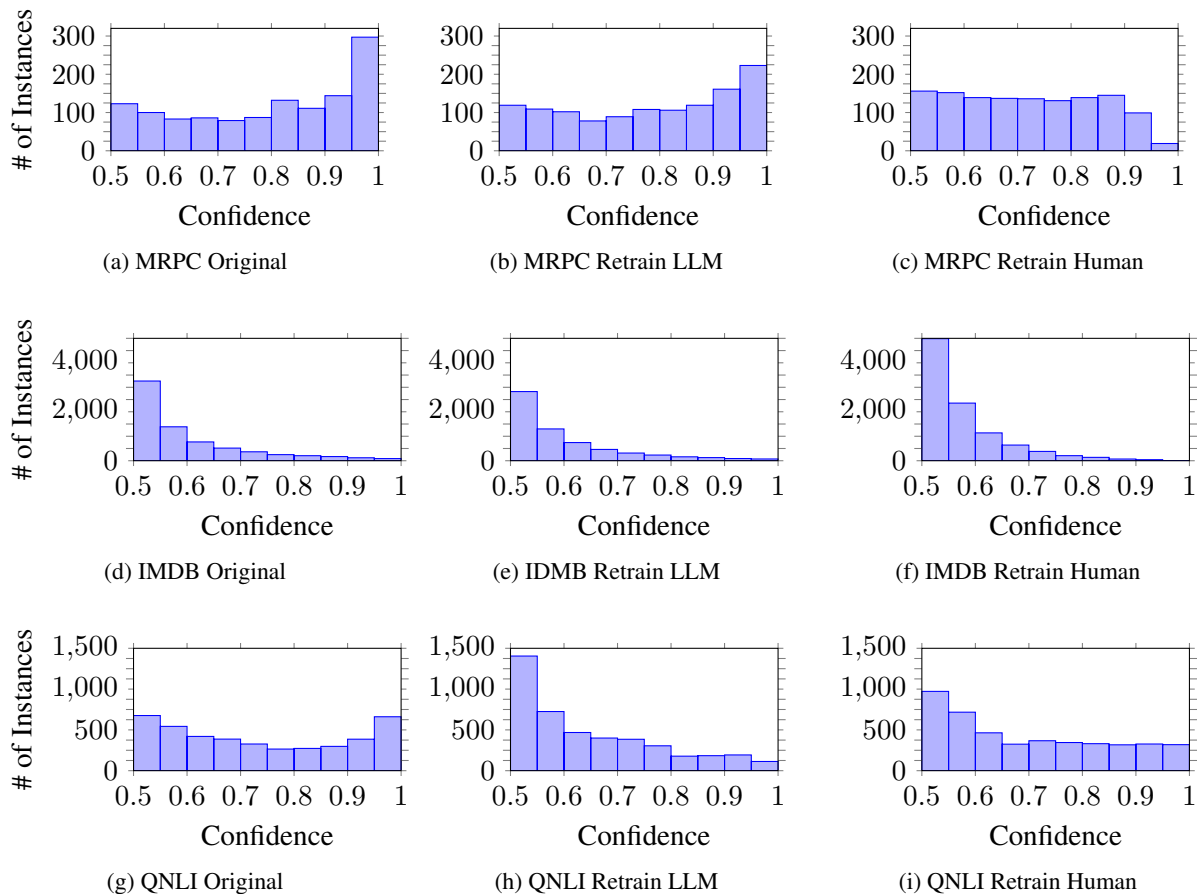 # of Instances
300
200
100
0
0.5 0.6 0.7 0.8 0.9 1
Confidence
(a) MRPC Original
300
200
100
0
0.5 0.6 0.7 0.8 0.9 1
Confidence
(b) MRPC Retrain LLM
300
200
100
0
0.5 0.6 0.7 0.8 0.9 1
Confidence
(c) MRPC Retrain Human
# of Instances
4,000
2,000
0
0.5 0.6 0.7 0.8 0.9 1
Confidence
(d) IMDB Original
4,000
2,000
0
0.5 0.6 0.7 0.8 0.9 1
Confidence
(e) IDMB Retrain LLM
4,000
2,000
0
0.5 0.6 0.7 0.8 0.9 1
Confidence
(f) IMDB Retrain Human
# of Instances
1,500
1,000
500
0
0.5 0.6 0.7 0.8 0.9 1
Confidence
(g) QNLI Original
1,500
1,000
500
0
0.5 0.6 0.7 0.8 0.9 1
Confidence
(h) QNLI Retrain LLM
1,500
1,000
500
0
0.5 0.6 0.7 0.8 0.9 1
Confidence
(i) QNLI Retrain Human